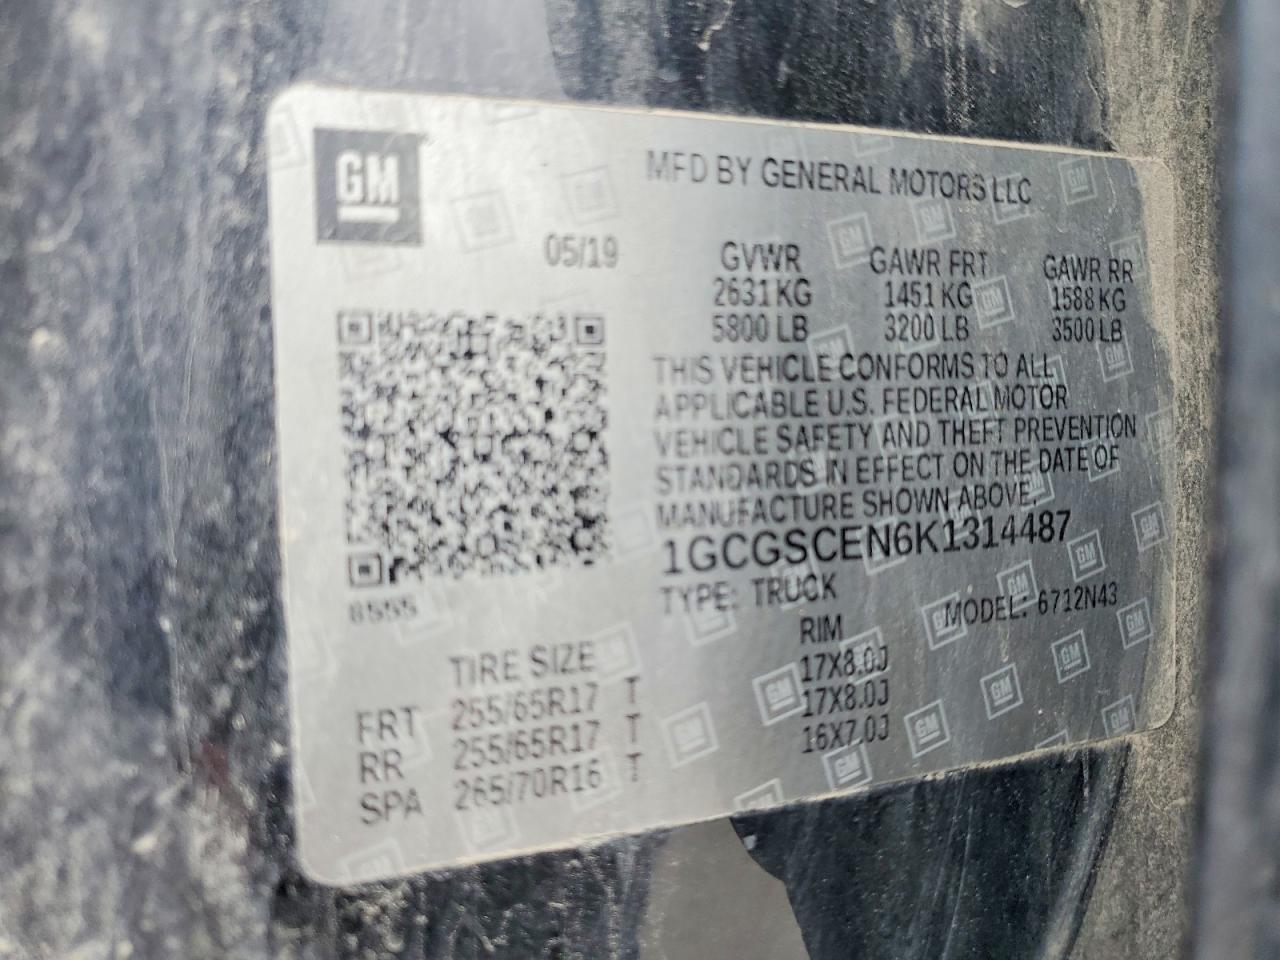 GM
MFD BY GENERAL MOTORS LLC
05/19
GVWR GAWR FRT GAWR RR
2631 KG 1451 KG 1588 KG
5800 LB 3200 LB 3500 LB
THIS VEHICLE CONFORMS TO ALL
APPLICABLE U.S. FEDERAL MOTOR
VEHICLE SAFETY AND THEFT PREVENTION
STANDARDS IN EFFECT ON THE DATE OF
MANUFACTURE SHOWN ABOVE.
1GCGSCEN6K1314487
TYPE: TRUCK MODEL: 6712N43
6555
TIRE SIZE RIM
FRT 255/65R17 T 17X8.0J
RR 255/65R17 T 17X8.0J
SPA 265/70R16 T 16X7.0J